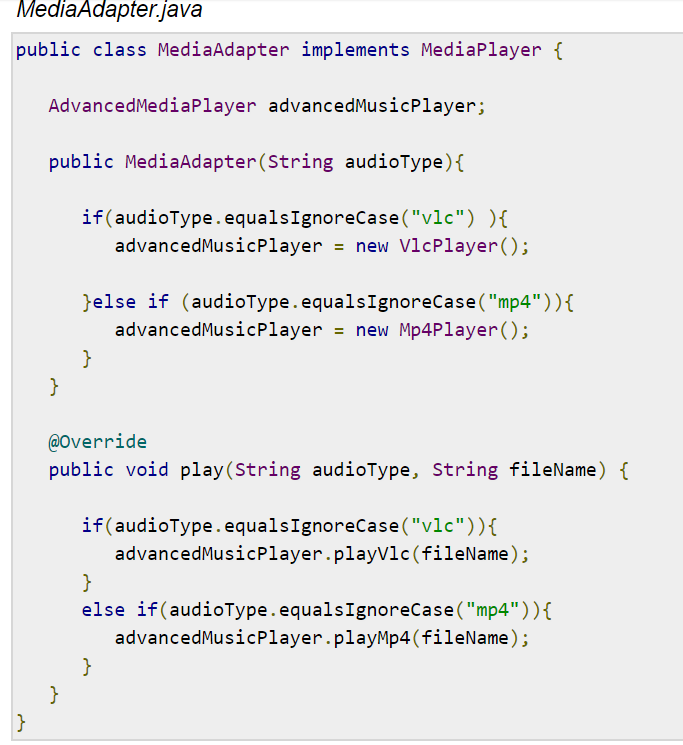 MediaAdapter.java
public class MediaAdapter implements MediaPlayer {
AdvancedMediaPlayer advancedMusicPlayer;
public MediaAdapter(String audioType){
if(audioType.equalsIgnoreCase("vlc") ){
advancedMusicPlayer = new VlcPlayer();
}else if (audioType.equalsIgnoreCase("mp4")){
advancedMusicPlayer = new Mp4Player();
}
}
@Override
public void play(String audioType, String fileName) {
if(audioType.equalsIgnoreCase("vlc")){
advancedMusicPlayer.playVlc(fileName);
}
else if(audioType.equalsIgnoreCase("mp4")){
advancedMusicPlayer.playMp4(fileName);
}
}
}